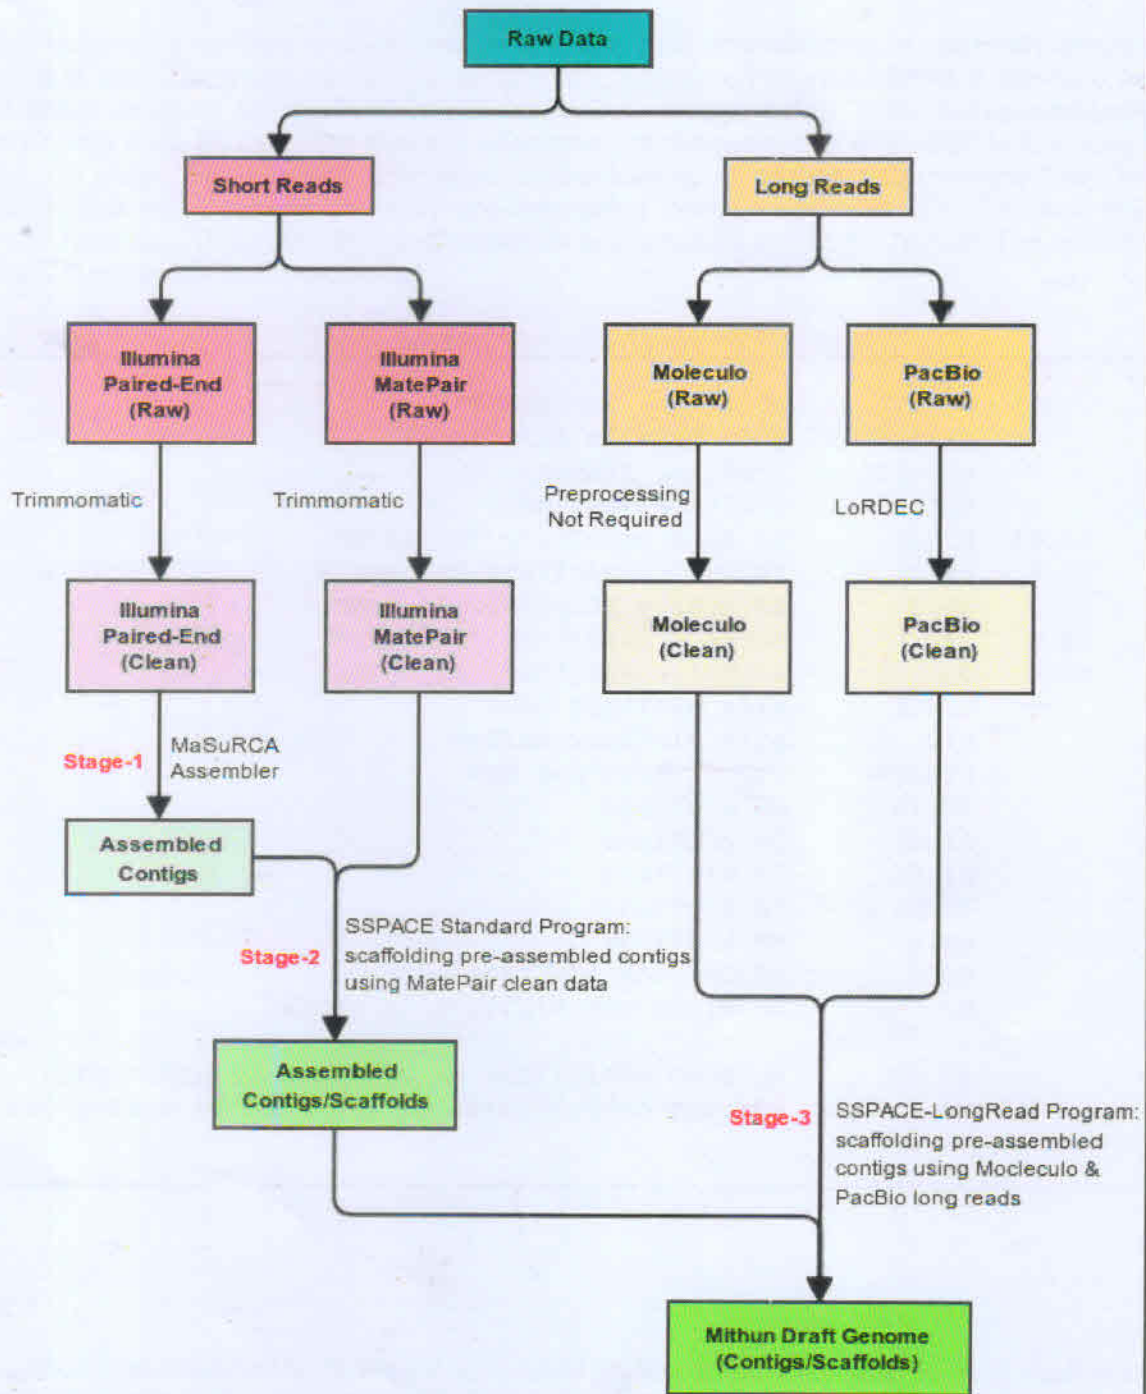 Raw Data
Short Reads
Long Reads
Illumina
Paired-End
(Raw)
Illumina
MatePair
(Raw)
Moleculo
(Raw)
PacBio
(Raw)
Trimmomatic
Trimmomatic
Preprocessing
Not Required
LoRDEC
Illumina
Paired-End
(Clean)
Illumina
MatePair
(Clean)
Moleculo
(Clean)
PacBio
(Clean)
Stage-1
MaSuRCA
Assembler
Assembled
Contigs
Stage-2
SSPACE Standard Program:
scaffolding pre-assembled contigs
using MatePair clean data
Assembled
Contigs/Scaffolds
Stage-3
SSPACE-LongRead Program:
scaffolding pre-assembled
contigs using Mocleculo &
PacBio long reads
Mithun Draft Genome
(Contigs/Scaffolds)